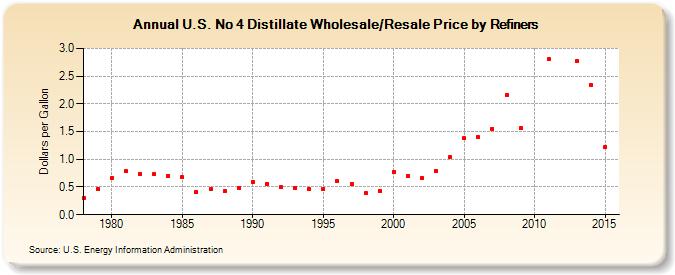 Annual U.S. No 4 Distillate Wholesale/Resale Price by Refiners
Dollars per Gallon
3.0
2.5
2.0
1.5
1.0
0.5
0.0
1980 1985 1990 1995 2000 2005 2010 2015
Source: U.S. Energy Information Administration